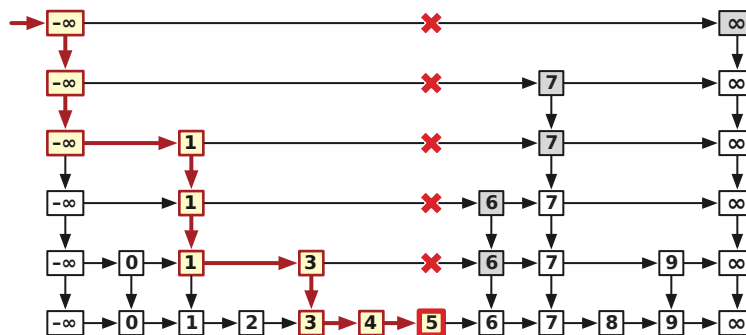 -∞ ∞
-∞ 7 ∞
-∞ 1 7 ∞
-∞ 1 6 7 ∞
-∞ 0 1 3 6 7 9 ∞
-∞ 0 1 2 3 4 5 6 7 8 9 ∞